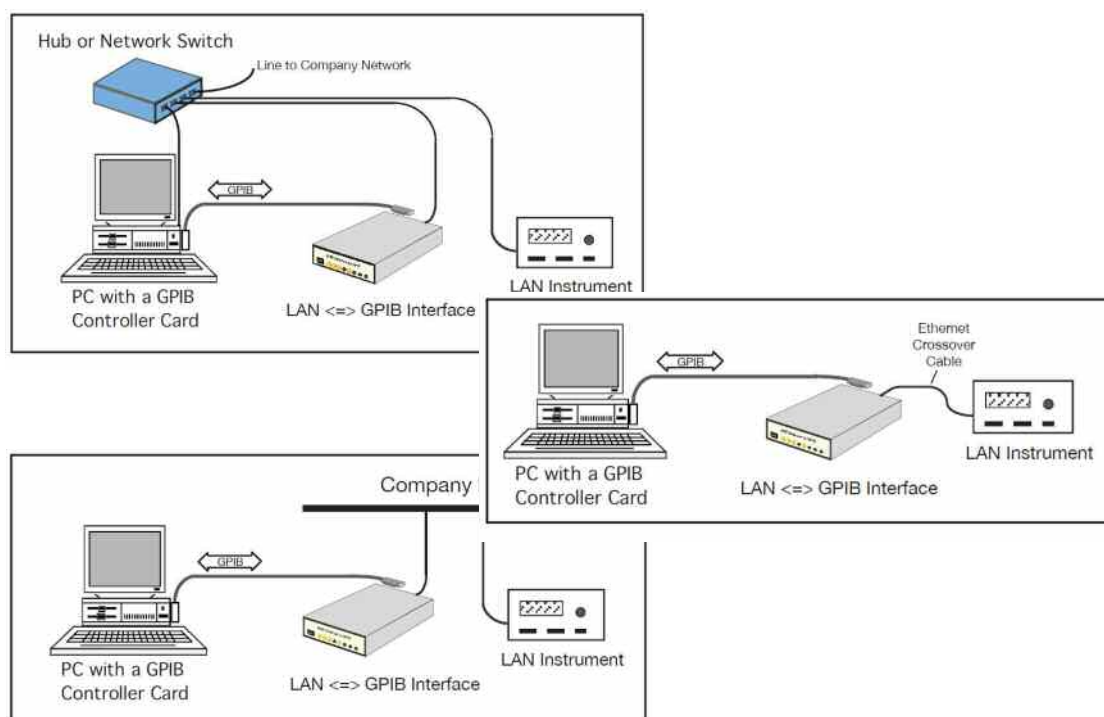 Hub or Network Switch
Line to Company Network
GPIB
PC with a GPIB
Controller Card
LAN <=> GPIB Interface
LAN Instrument
GPIB
Ethernet
Crossover
Cable
PC with a GPIB
Controller Card
LAN <=> GPIB Interface
LAN Instrument
Company
GPIB
PC with a GPIB
Controller Card
LAN <=> GPIB Interface
LAN Instrument